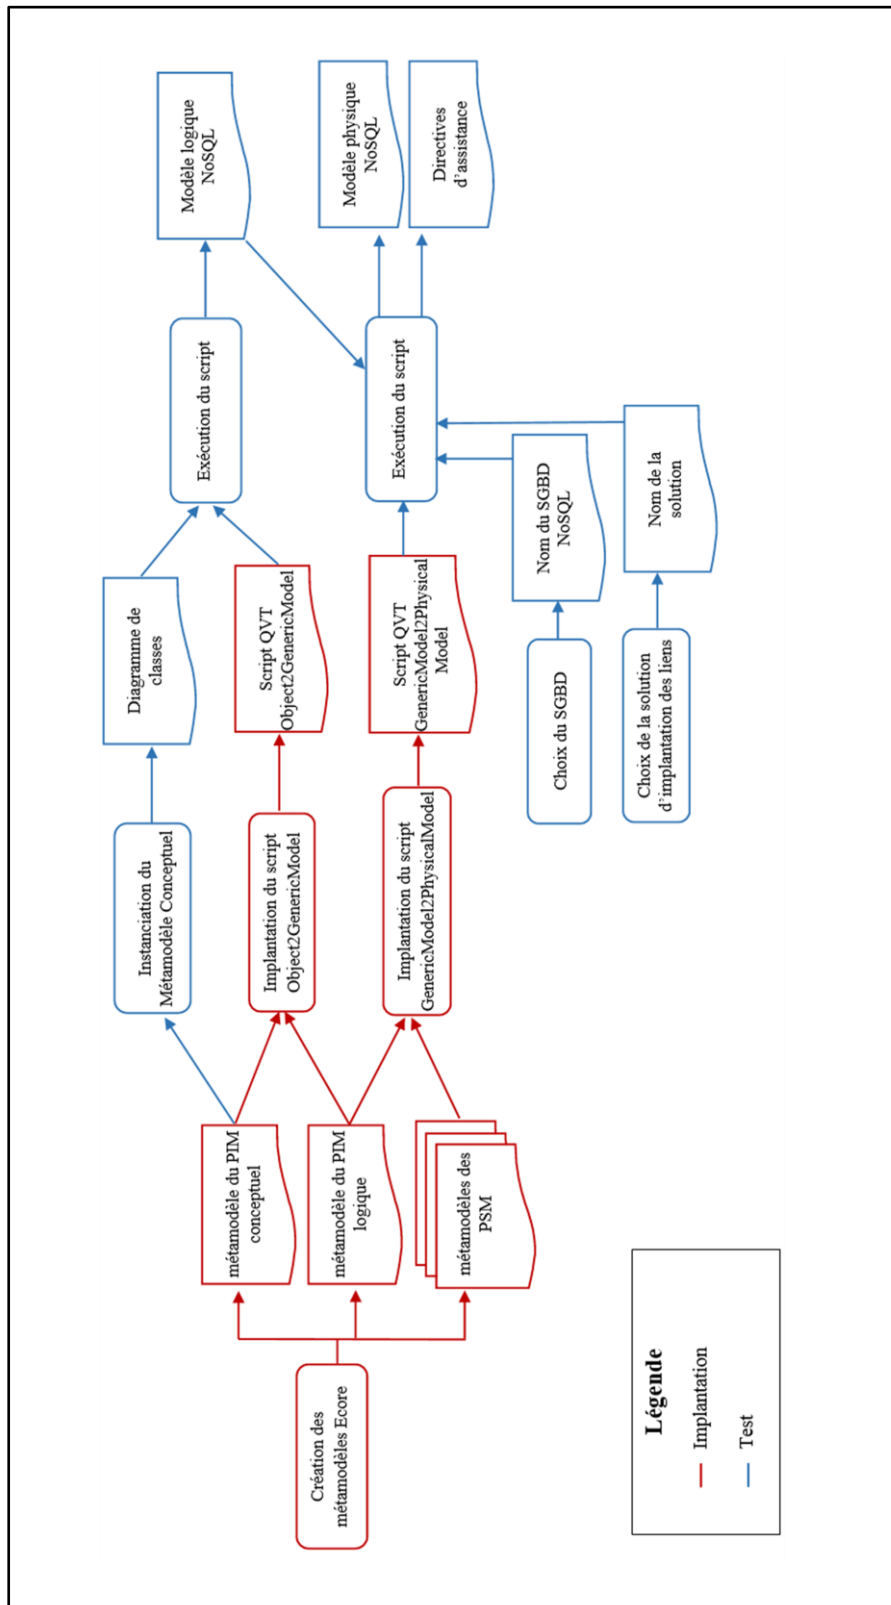 Création des
métamodèles Ecore
métamodèle du PIM
conceptuel
métamodèle du PIM
logique
métamodèles des
PSM
Instanciation du
Métamodèle Conceptuel
Implantation du script
Object2GenericModel
Implantation du script
GenericModel2PhysicalModel
Diagramme de
classes
Script QVT
Object2GenericModel
Script QVT
GenericModel2Physical
Model
Choix du SGBD
Choix de la solution
d’implantation des liens
Exécution du script
Exécution du script
Nom du SGBD
NoSQL
Nom de la
solution
Modèle logique
NoSQL
Modèle physique
NoSQL
Directives
d’assistance
Légende
Implantation
Test